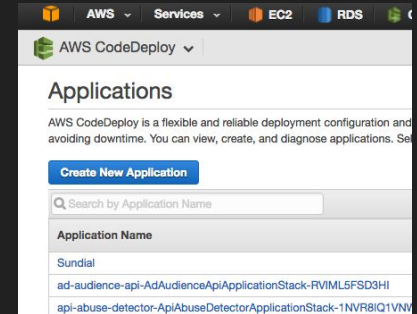 AWS Services EC2 RDS
AWS CodeDeploy
Applications
AWS CodeDeploy is a flexible and reliable deployment configuration and
avoiding downtime. You can view, create, and diagnose applications. Sel
Create New Application
Search by Application Name
Application Name
Sundial
ad-audience-api-AdAudienceApiApplicationStack-RVIML5FSD3HI
api-abuse-detector-ApiAbuseDetectorApplicationStack-1NVR8IQ1VNW